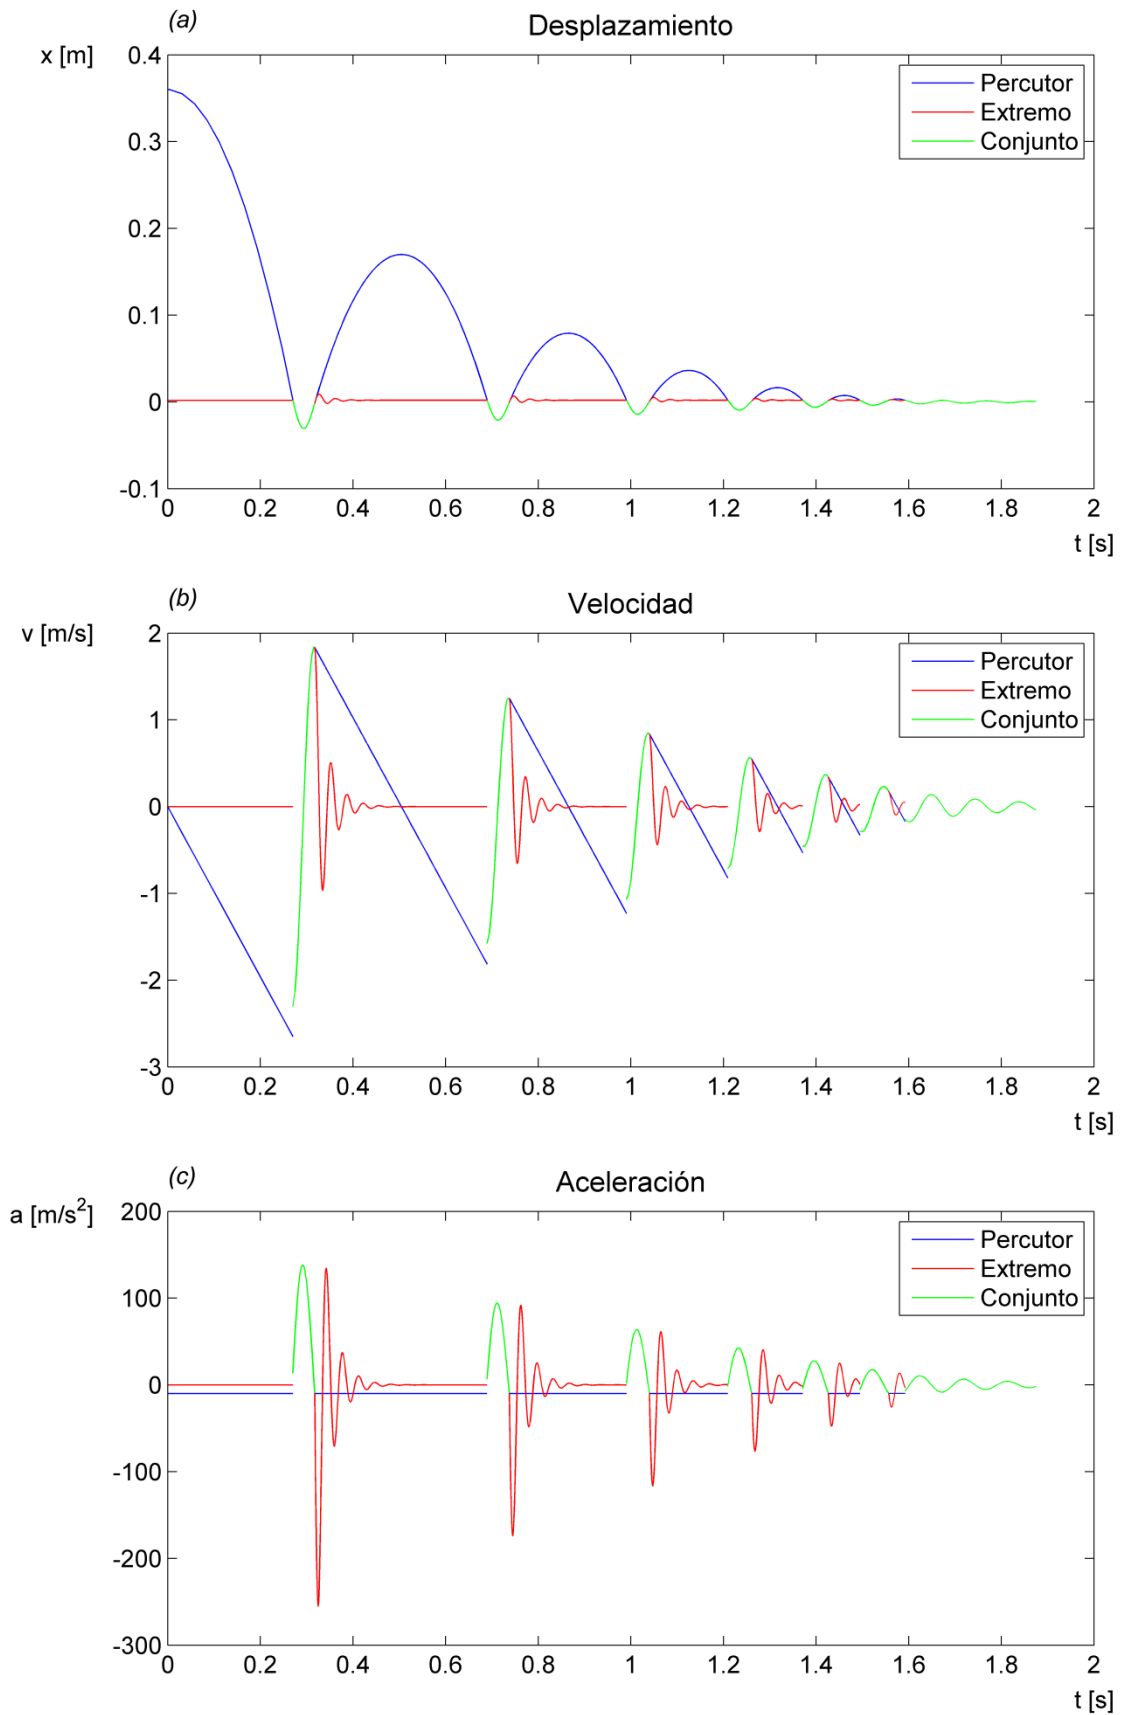 (a)
Desplazamiento
x [m]
0.4
0.3
0.2
0.1
0
-0.1
Percutor
Extremo
Conjunto
0 0.2 0.4 0.6 0.8 1 1.2 1.4 1.6 1.8 2
t [s]
(b)
Velocidad
v [m/s]
2
1
0
-1
-2
-3
Percutor
Extremo
Conjunto
0 0.2 0.4 0.6 0.8 1 1.2 1.4 1.6 1.8 2
t [s]
(c)
Aceleración
a [m/s²]
200
100
0
-100
-200
-300
Percutor
Extremo
Conjunto
0 0.2 0.4 0.6 0.8 1 1.2 1.4 1.6 1.8 2
t [s]